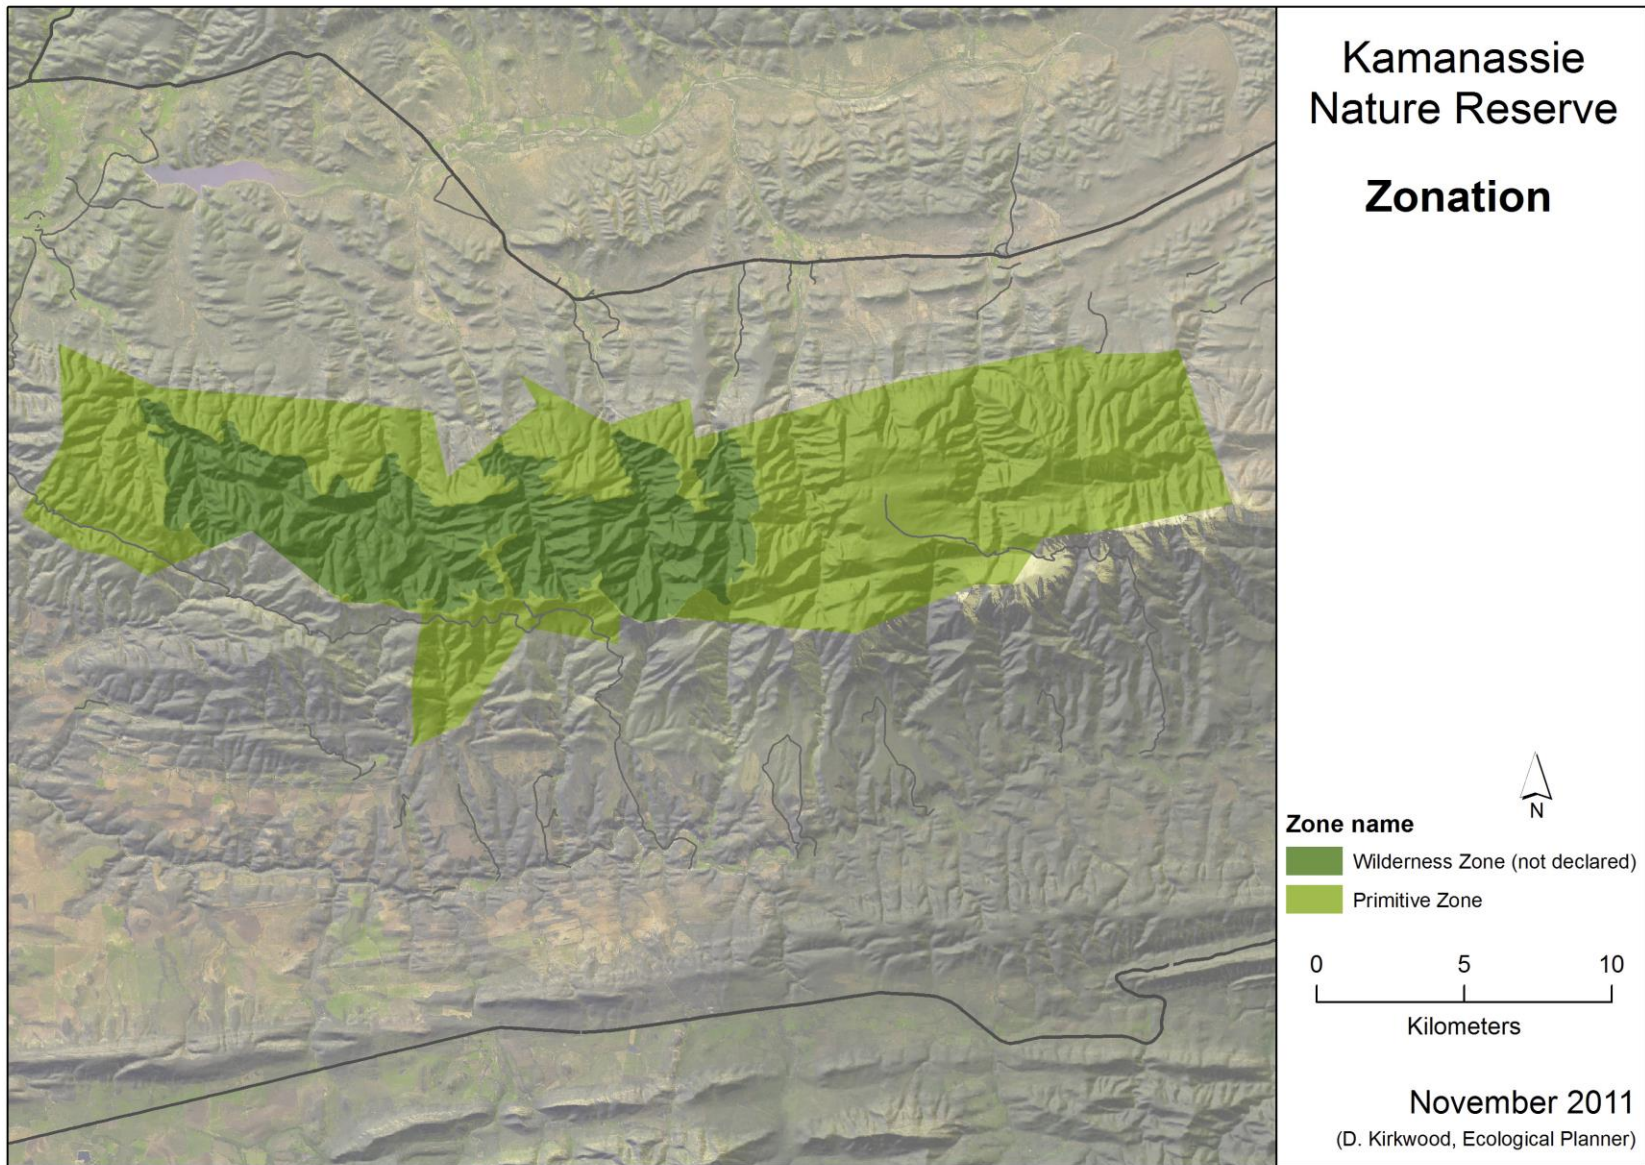 Kamanassie
Nature Reserve
Zonation
N
Zone name
Wilderness Zone (not declared)
Primitive Zone
0 5 10
Kilometers
November 2011
(D. Kirkwood, Ecological Planner)